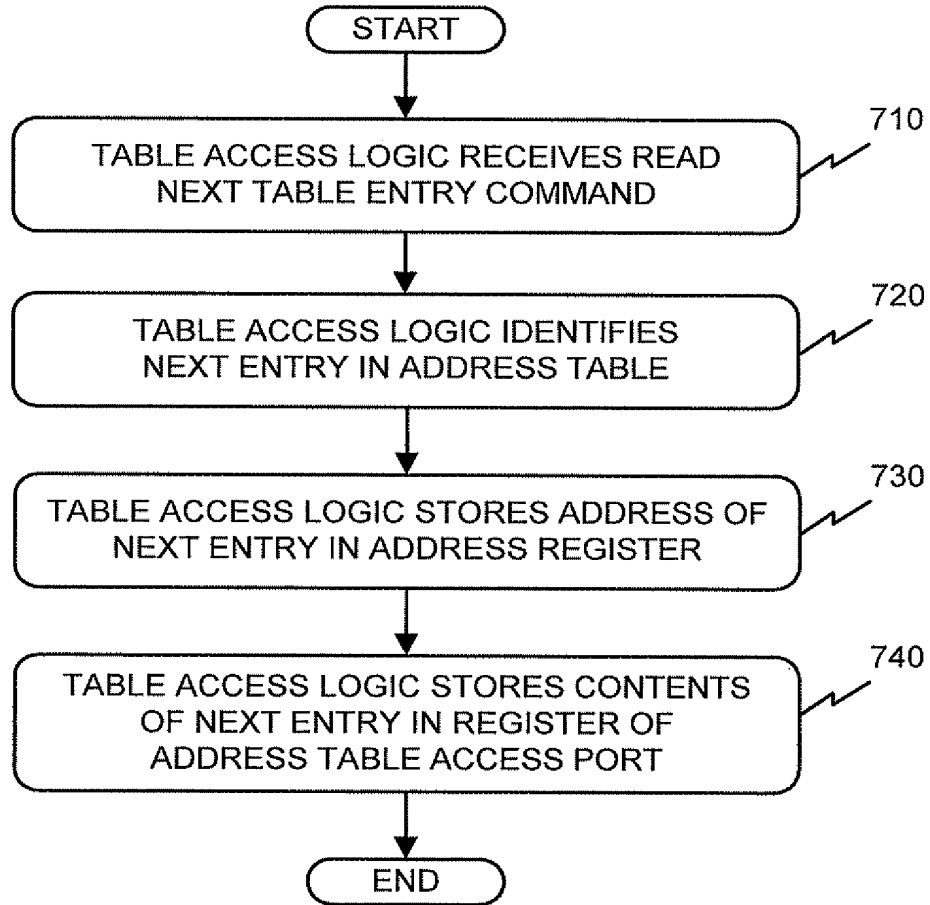 START
710
TABLE ACCESS LOGIC RECEIVES READ
NEXT TABLE ENTRY COMMAND
720
TABLE ACCESS LOGIC IDENTIFIES
NEXT ENTRY IN ADDRESS TABLE
730
TABLE ACCESS LOGIC STORES ADDRESS OF
NEXT ENTRY IN ADDRESS REGISTER
740
TABLE ACCESS LOGIC STORES CONTENTS
OF NEXT ENTRY IN REGISTER OF
ADDRESS TABLE ACCESS PORT
END